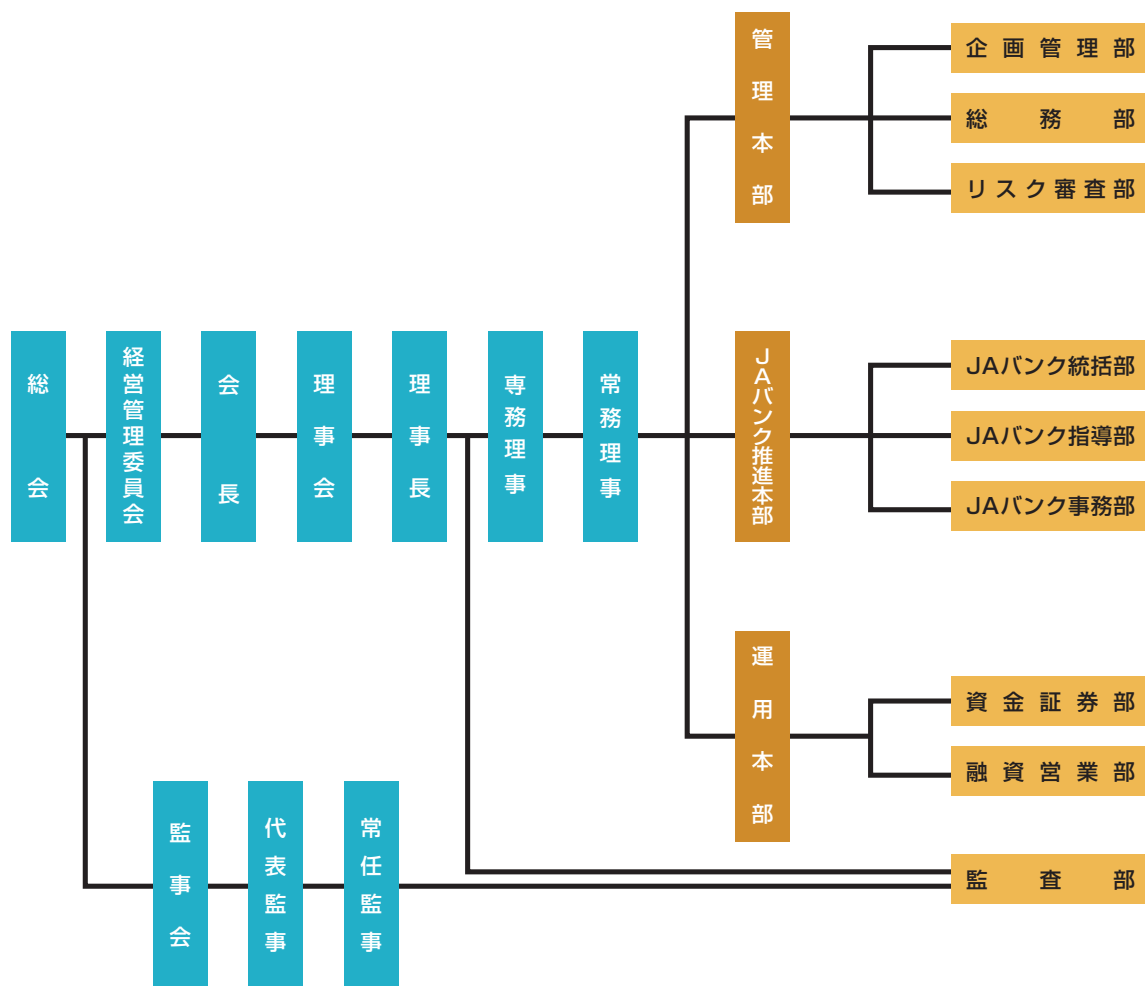 総会
経営管理委員会
会長
理事会
理事長
専務理事
常務理事
管理本部
企画管理部
総務部
リスク審査部
JAバンク推進本部
JAバンク統括部
JAバンク指導部
JAバンク事務部
運用本部
資金証券部
融資営業部
監事会
代表監事
常任監事
監査部